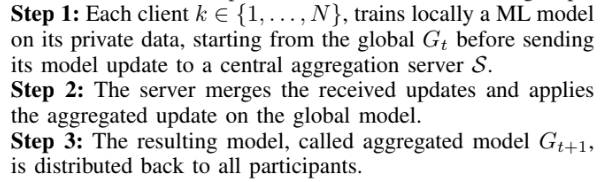 Step 1: Each client k ∈ {1, . . . , N}, trains locally a ML model
on its private data, starting from the global G_t before sending
its model update to a central aggregation server S.
Step 2: The server merges the received updates and applies
the aggregated update on the global model.
Step 3: The resulting model, called aggregated model G_{t+1},
is distributed back to all participants.